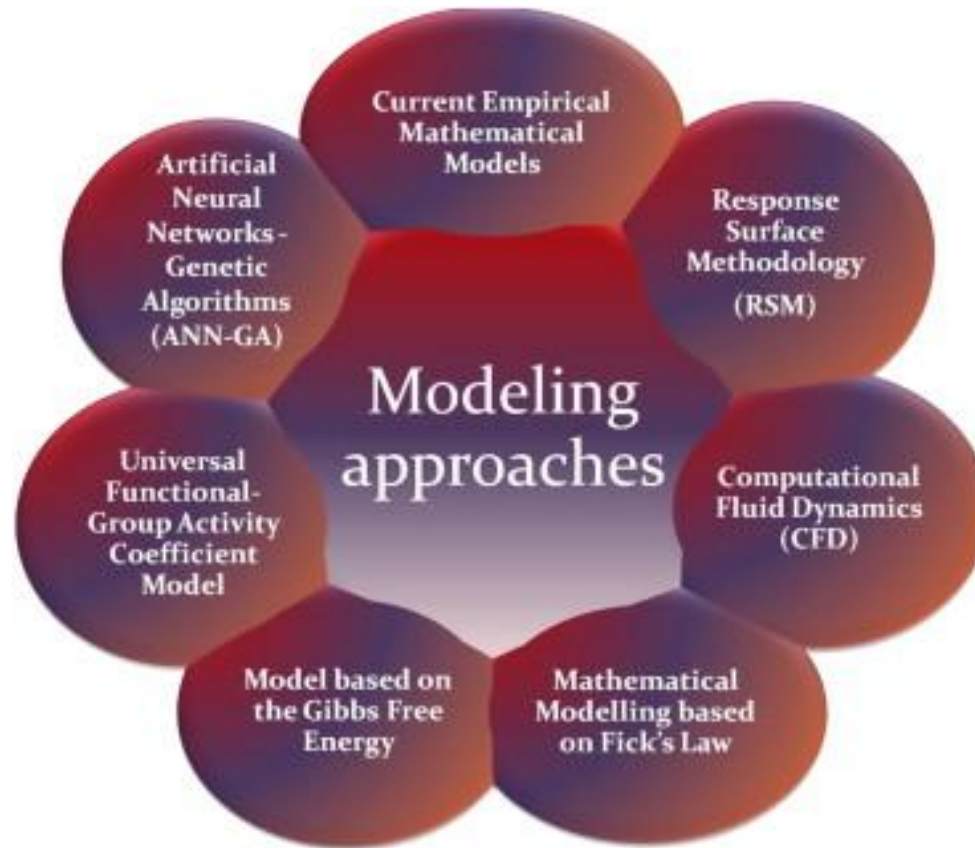 Current Empirical
Mathematical
Models
Response
Surface
Methodology
(RSM)
Computational
Fluid Dynamics
(CFD)
Mathematical
Modelling based
on Fick's Law
Model based on
the Gibbs Free
Energy
Universal
Functional-
Group Activity
Coefficient
Model
Artificial
Neural
Networks-
Genetic
Algorithms
(ANN-GA)
Modeling
approaches